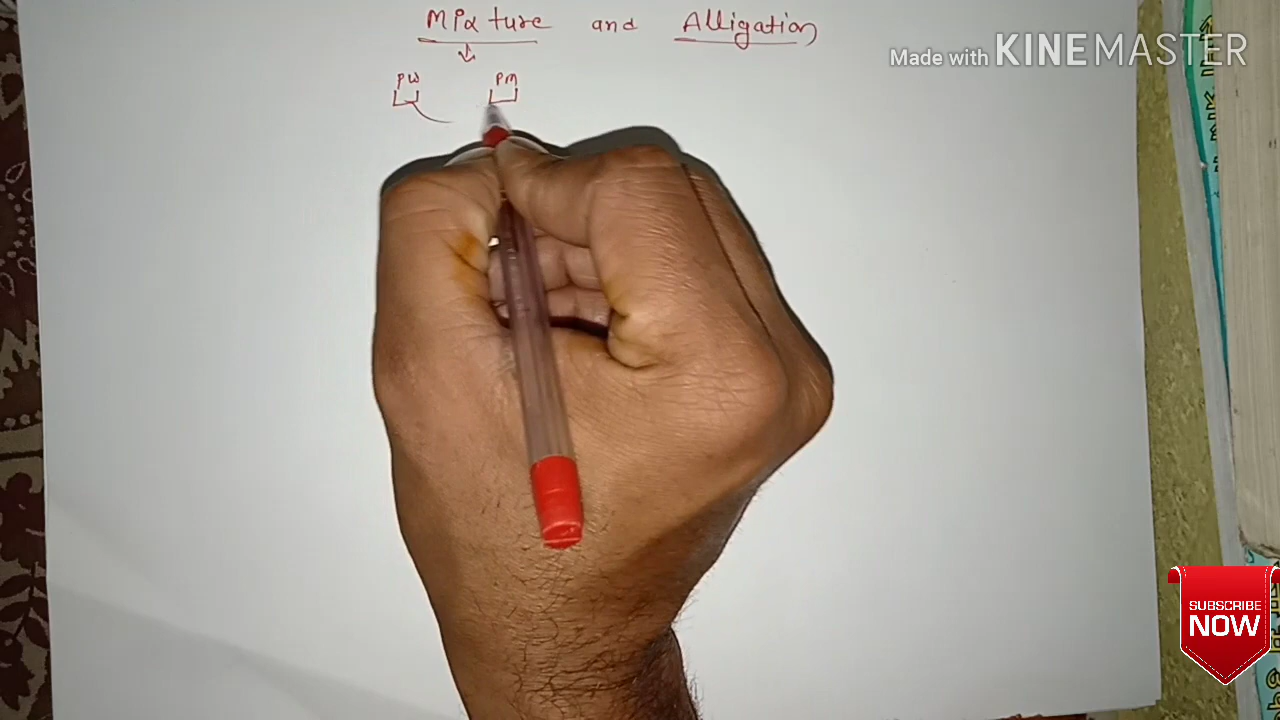 Mixture and Alligation
Made with KINEMASTER
PW PM
SUBSCRIBE
NOW